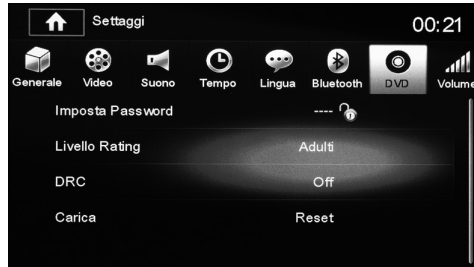 Settaggi 00:21
Generale Video Suono Tempo Lingua Bluetooth DVD Volume
Imposta Password ----
Livello Rating Adulti
DRC Off
Carica Reset